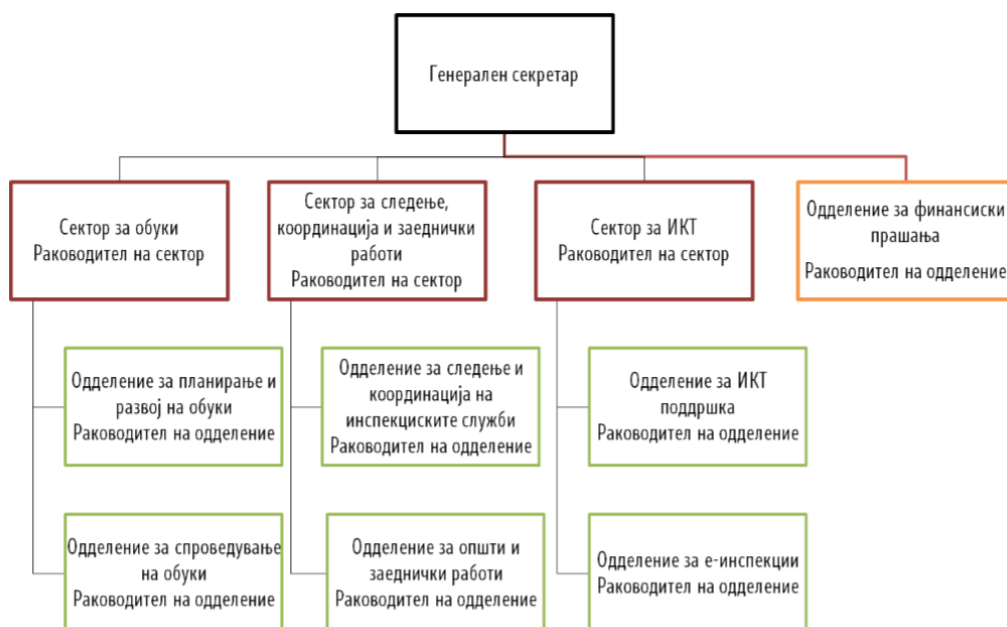 Генерален секретар
Сектор за обуки
Раководител на сектор
Сектор за следење,
координација и заеднички
работи
Раководител на сектор
Сектор за ИКТ
Раководител на сектор
Одделение за финансиски
прашања
Раководител на одделение
Одделение за планирање и
развој на обуки
Раководител на одделение
Одделение за следење и
координација на
инспекциските служби
Раководител на одделение
Одделение за ИКТ
поддршка
Раководител на одделение
Одделение за спроведување
на обуки
Раководител на одделение
Одделение за општи и
заеднички работи
Раководител на одделение
Одделение за е-инспекции
Раководител на одделение